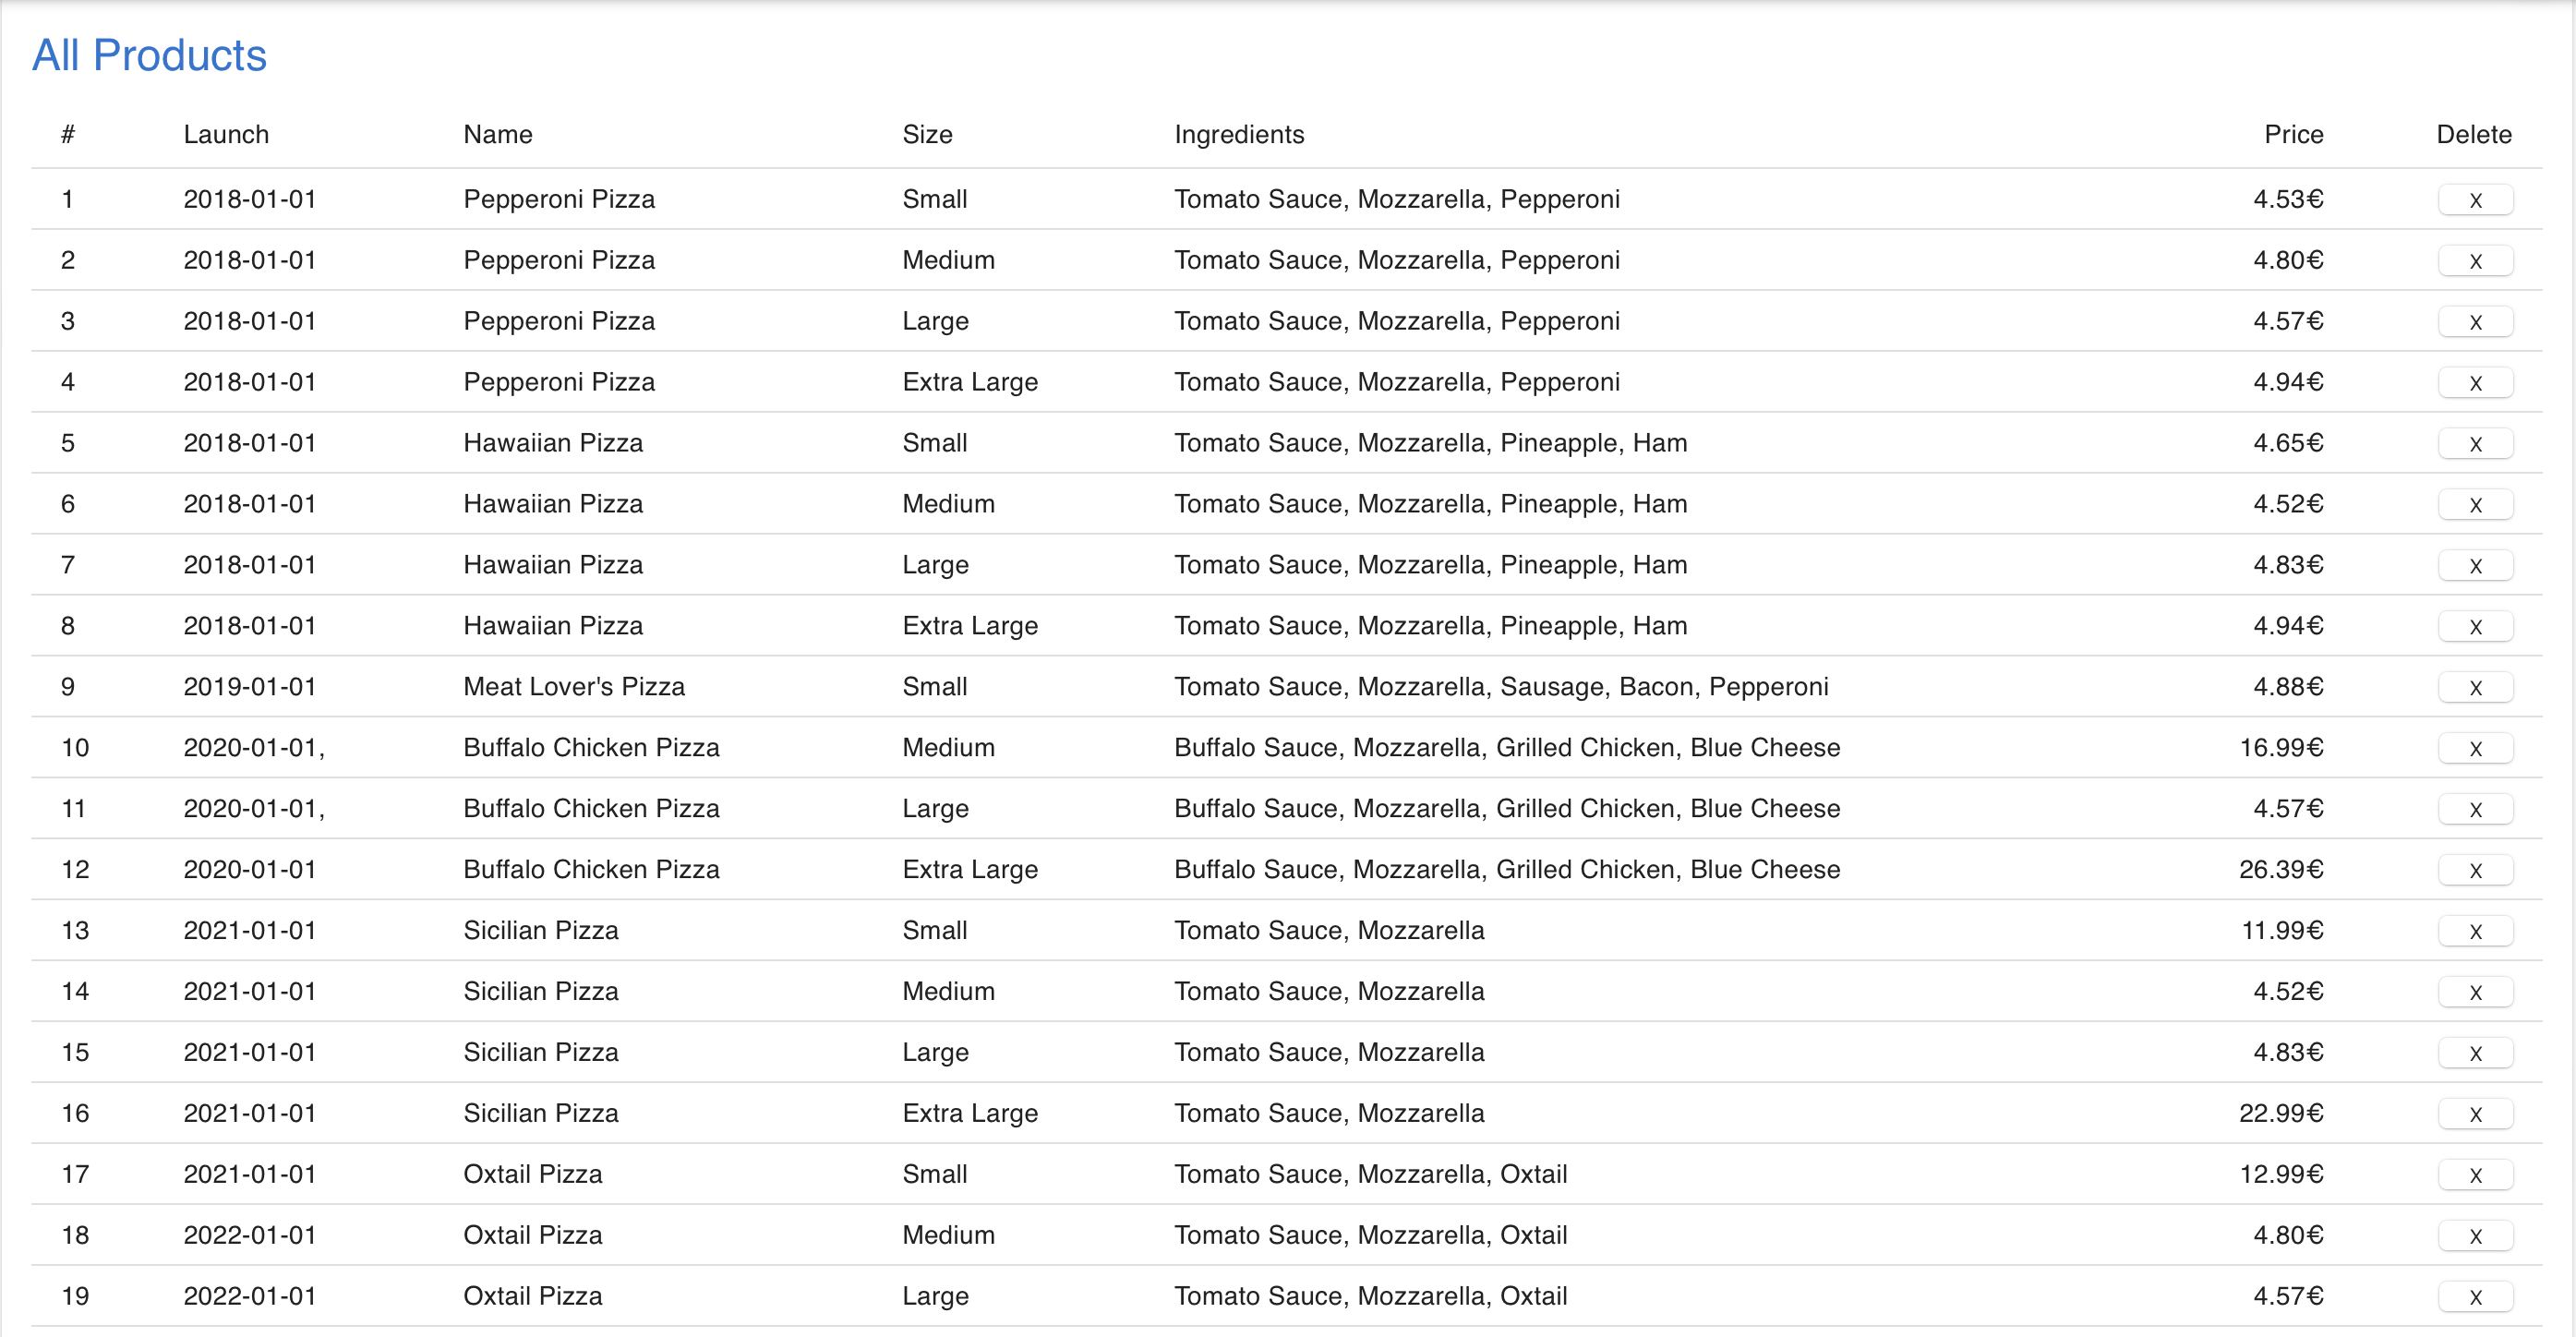 All Products
# Launch Name Size Ingredients Price Delete
1 2018-01-01 Pepperoni Pizza Small Tomato Sauce, Mozzarella, Pepperoni 4.53€ X
2 2018-01-01 Pepperoni Pizza Medium Tomato Sauce, Mozzarella, Pepperoni 4.80€ X
3 2018-01-01 Pepperoni Pizza Large Tomato Sauce, Mozzarella, Pepperoni 4.57€ X
4 2018-01-01 Pepperoni Pizza Extra Large Tomato Sauce, Mozzarella, Pepperoni 4.94€ X
5 2018-01-01 Hawaiian Pizza Small Tomato Sauce, Mozzarella, Pineapple, Ham 4.65€ X
6 2018-01-01 Hawaiian Pizza Medium Tomato Sauce, Mozzarella, Pineapple, Ham 4.52€ X
7 2018-01-01 Hawaiian Pizza Large Tomato Sauce, Mozzarella, Pineapple, Ham 4.83€ X
8 2018-01-01 Hawaiian Pizza Extra Large Tomato Sauce, Mozzarella, Pineapple, Ham 4.94€ X
9 2019-01-01 Meat Lover's Pizza Small Tomato Sauce, Mozzarella, Sausage, Bacon, Pepperoni 4.88€ X
10 2020-01-01, Buffalo Chicken Pizza Medium Buffalo Sauce, Mozzarella, Grilled Chicken, Blue Cheese 16.99€ X
11 2020-01-01, Buffalo Chicken Pizza Large Buffalo Sauce, Mozzarella, Grilled Chicken, Blue Cheese 4.57€ X
12 2020-01-01 Buffalo Chicken Pizza Extra Large Buffalo Sauce, Mozzarella, Grilled Chicken, Blue Cheese 26.39€ X
13 2021-01-01 Sicilian Pizza Small Tomato Sauce, Mozzarella 11.99€ X
14 2021-01-01 Sicilian Pizza Medium Tomato Sauce, Mozzarella 4.52€ X
15 2021-01-01 Sicilian Pizza Large Tomato Sauce, Mozzarella 4.83€ X
16 2021-01-01 Sicilian Pizza Extra Large Tomato Sauce, Mozzarella 22.99€ X
17 2021-01-01 Oxtail Pizza Small Tomato Sauce, Mozzarella, Oxtail 12.99€ X
18 2022-01-01 Oxtail Pizza Medium Tomato Sauce, Mozzarella, Oxtail 4.80€ X
19 2022-01-01 Oxtail Pizza Large Tomato Sauce, Mozzarella, Oxtail 4.57€ X